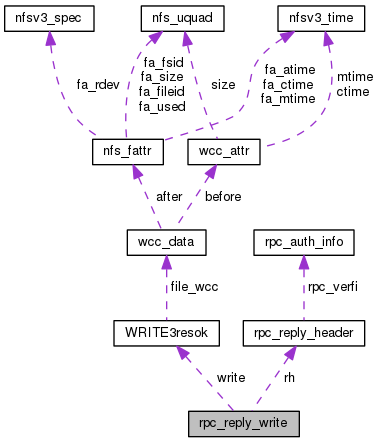 nfsv3_spec
nfs_uquad
nfsv3_time
fa_rdev
fa_fsid
fa_size
fa_fileid
fa_used
size
fa_atime
fa_ctime
fa_mtime
mtime
ctime
nfs_fattr
wcc_attr
after
before
wcc_data
rpc_auth_info
file_wcc
rpc_verfi
WRITE3resok
rpc_reply_header
write
rh
rpc_reply_write